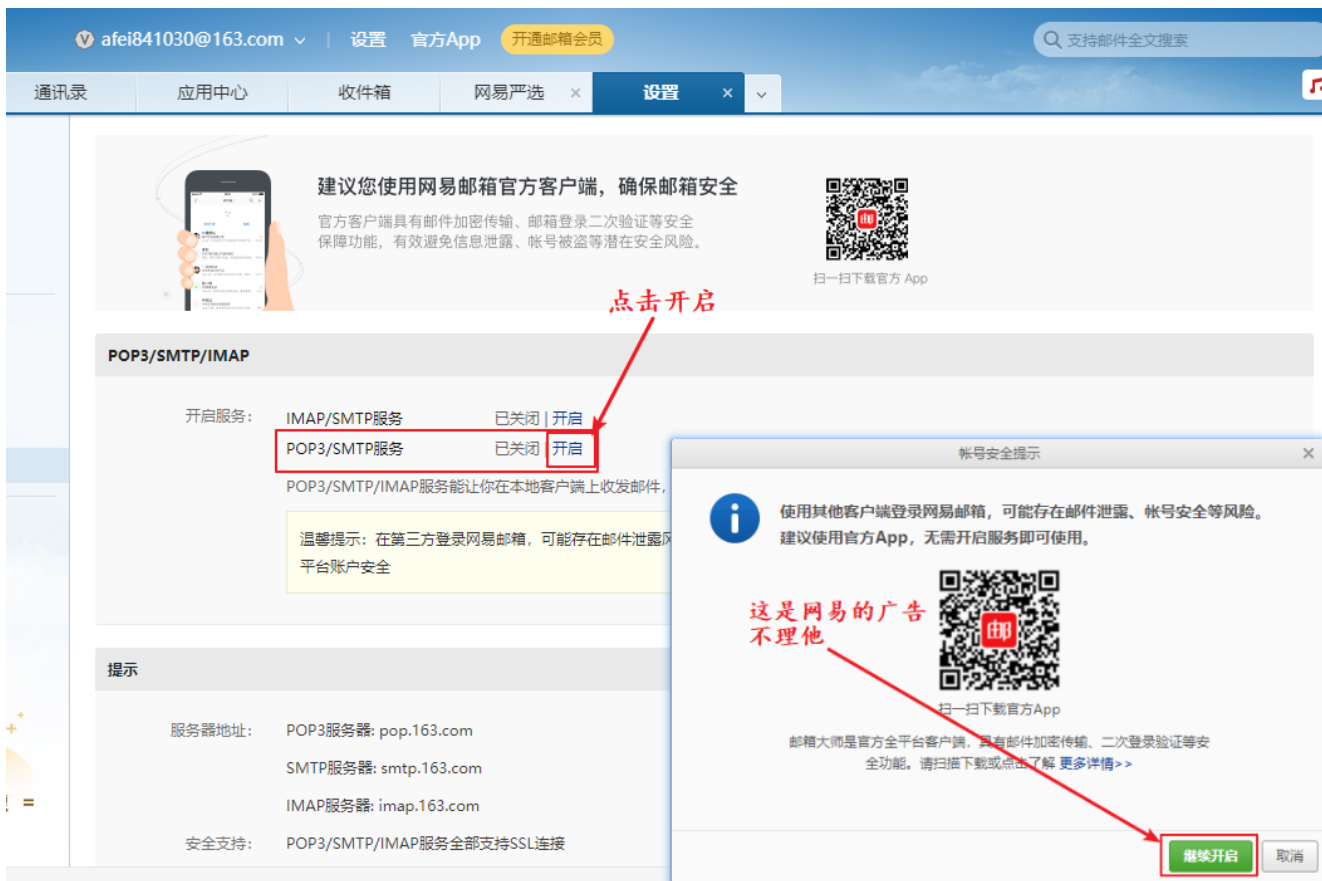 afei841030@163.com | 设置 官方App 开通邮箱会员
支持邮件全文搜索
通讯录 应用中心 收件箱 网易严选 × 设置 ×
建议您使用网易邮箱官方客户端，确保邮箱安全
官方客户端具有邮件加密传输、邮箱登录二次验证等安全
保障功能，有效避免信息泄露、帐号被盗等潜在安全风险。
邮
扫一扫下载官方 App
点击开启
POP3/SMTP/IMAP
开启服务： IMAP/SMTP服务 已关闭 | 开启
POP3/SMTP服务 已关闭 | 开启
POP3/SMTP/IMAP服务能让你在本地客户端上收发邮件，
温馨提示：在第三方登录网易邮箱，可能存在邮件泄露风
平台账户安全
帐号安全提示 ×
使用其他客户端登录网易邮箱，可能存在邮件泄露、帐号安全等风险。
建议使用官方App，无需开启服务即可使用。
这是网易的广告
不理他
邮
扫一扫下载官方App
邮箱大师是官方全平台客户端，具有邮件加密传输、二次登录验证等安
全功能。请扫描下载或点击了解 更多详情>>
继续开启 取消
提示
服务器地址： POP3服务器: pop.163.com
SMTP服务器: smtp.163.com
IMAP服务器: imap.163.com
安全支持： POP3/SMTP/IMAP服务全部支持SSL连接